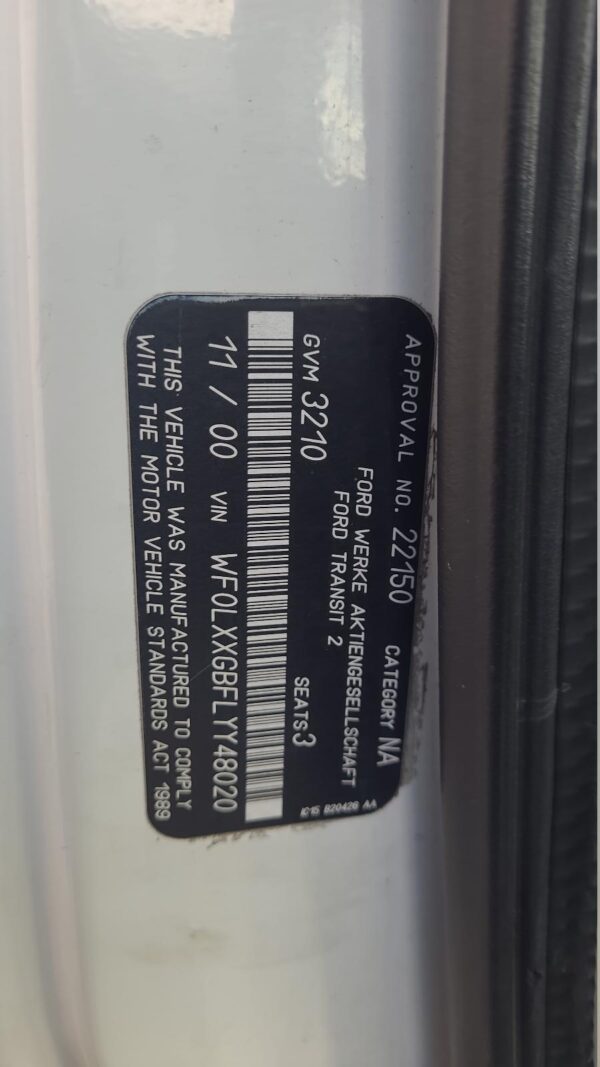 APPROVAL NO. 22150 CATEGORY NA
FORD WERKE AKTIENGESELLSCHAFT
FORD TRANSIT 2
GVM 3210 SEATS:3
11 / 00 VIN WF0LXXGBFLYY48020
THIS VEHICLE WAS MANUFACTURED TO COMPLY
WITH THE MOTOR VEHICLE STANDARDS ACT 1989